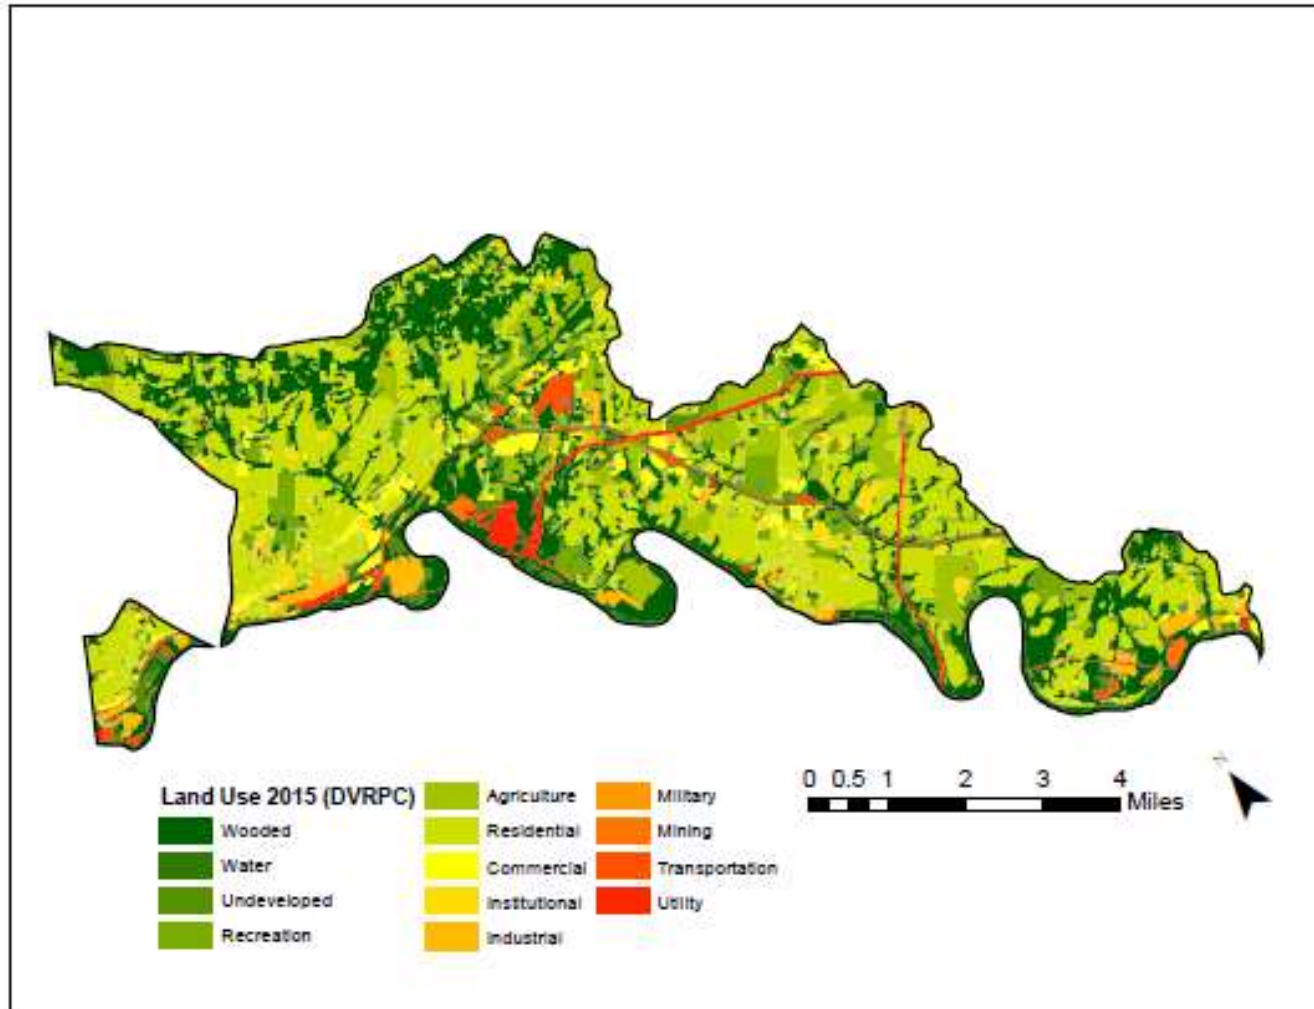 Land Use 2015 (DVRPC)
Wooded
Water
Undeveloped
Recreation
Agriculture
Residential
Commercial
Institutional
Industrial
Military
Mining
Transportation
Utility
0 0.5 1 2 3 4
Miles